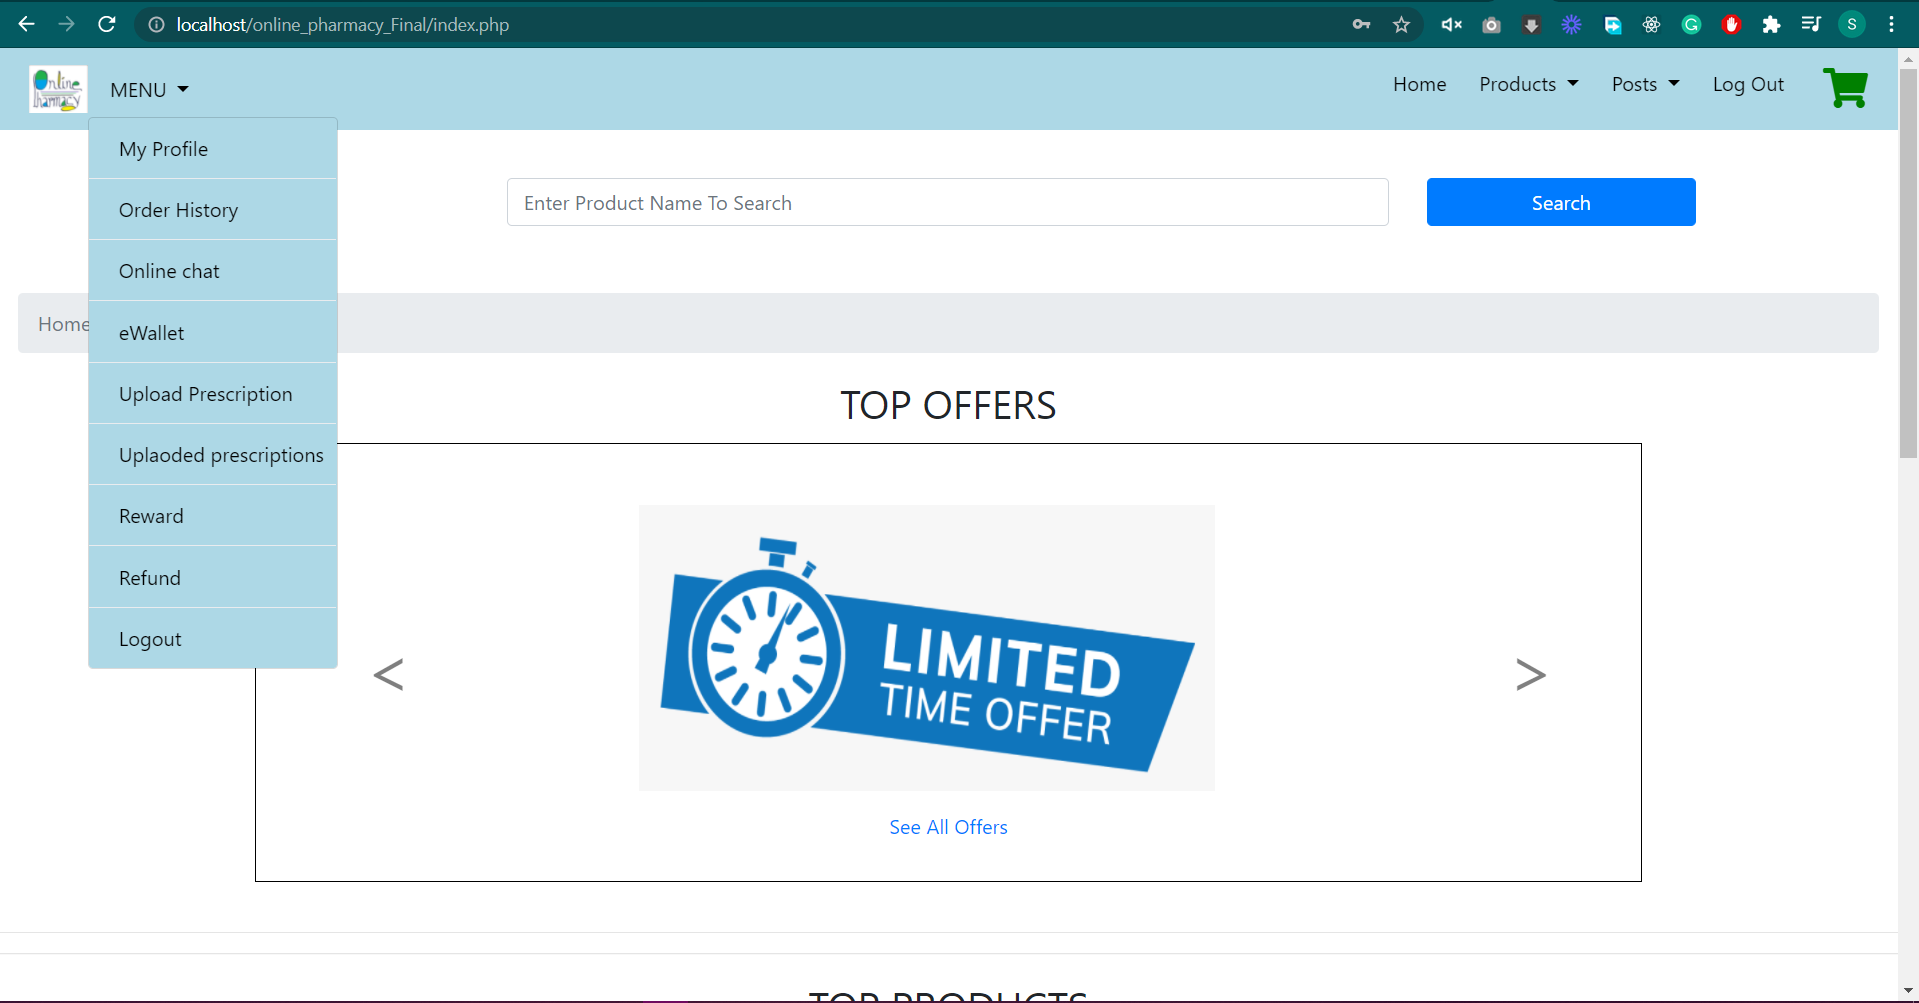 localhost/online_pharmacy_Final/index.php
S
Online
Pharmacy
MENU
Home
Products
Posts
Log Out
My Profile
Order History
Online chat
eWallet
Upload Prescription
Uplaoded prescriptions
Reward
Refund
Logout
Enter Product Name To Search
Search
Home
TOP OFFERS
<
LIMITED
TIME OFFER
>
See All Offers
TOP PRODUCTS